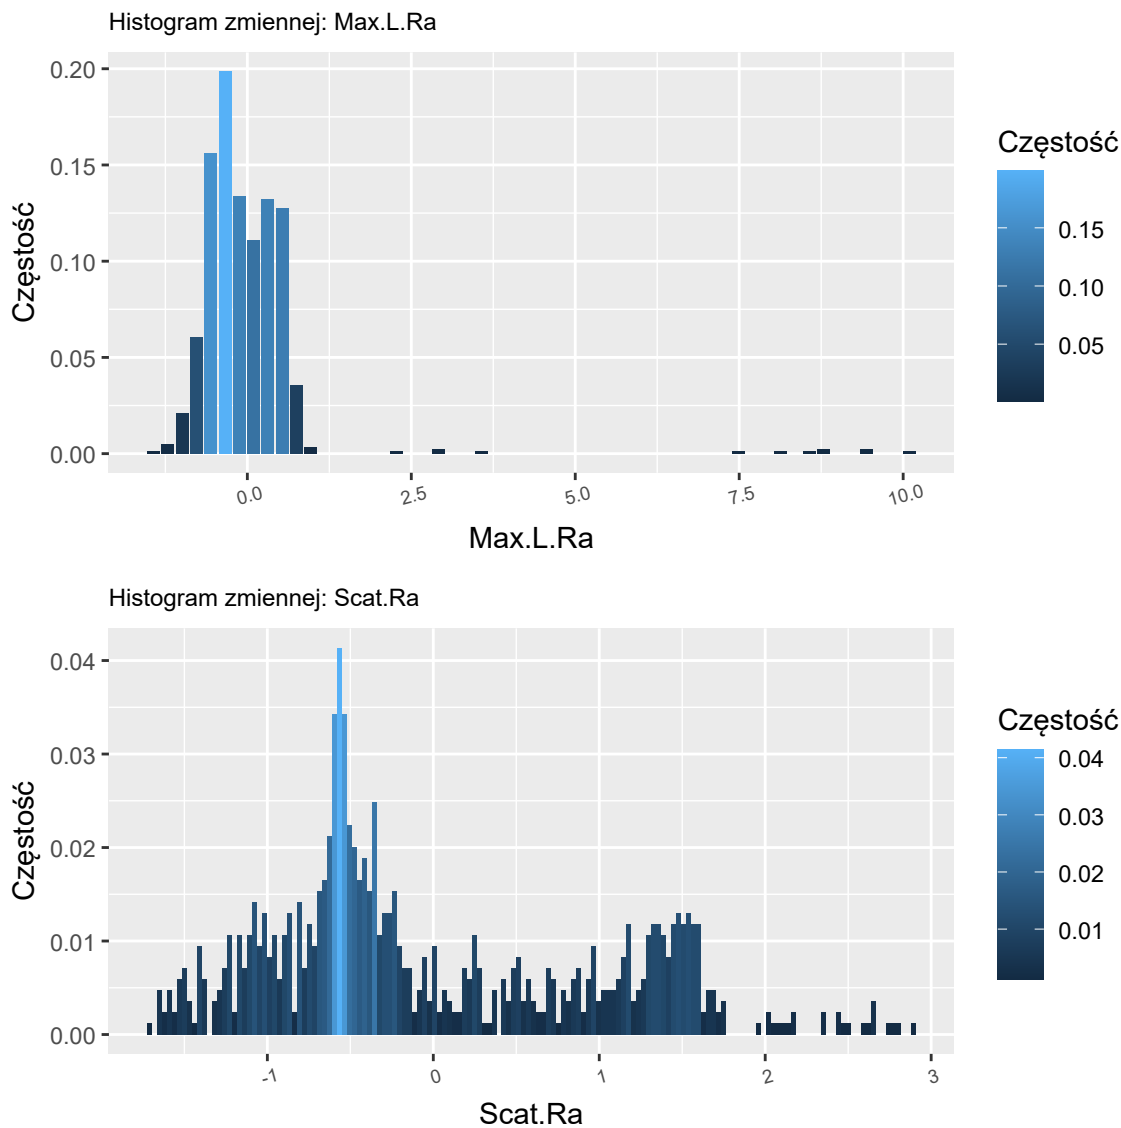 Histogram zmiennej: Max.L.Ra
0.20
0.15
0.10
0.05
0.00
Częstość
0.0 2.5 5.0 7.5 10.0
Max.L.Ra
Częstość
0.15
0.10
0.05
Histogram zmiennej: Scat.Ra
0.04
0.03
0.02
0.01
0.00
Częstość
-1 0 1 2 3
Scat.Ra
Częstość
0.04
0.03
0.02
0.01